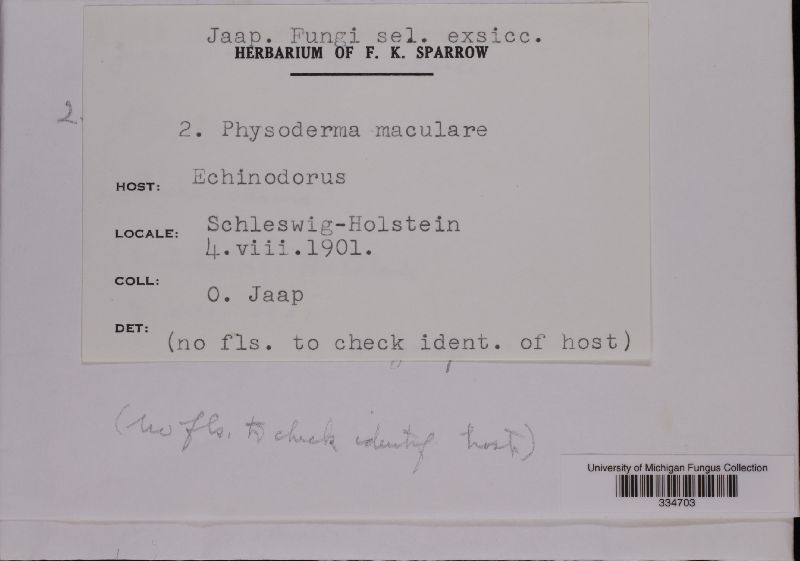 Jaap. Fungi sel. exsicc.
HERBARIUM OF F. K. SPARROW
2.
2. Physoderma maculare
HOST: Echinodorus
LOCALE: Schleswig-Holstein
4.viii.1901.
COLL: O. Jaap
DET: (no fls. to check ident. of host)
(no fls. to check identity host)
University of Michigan Fungus Collection
334703